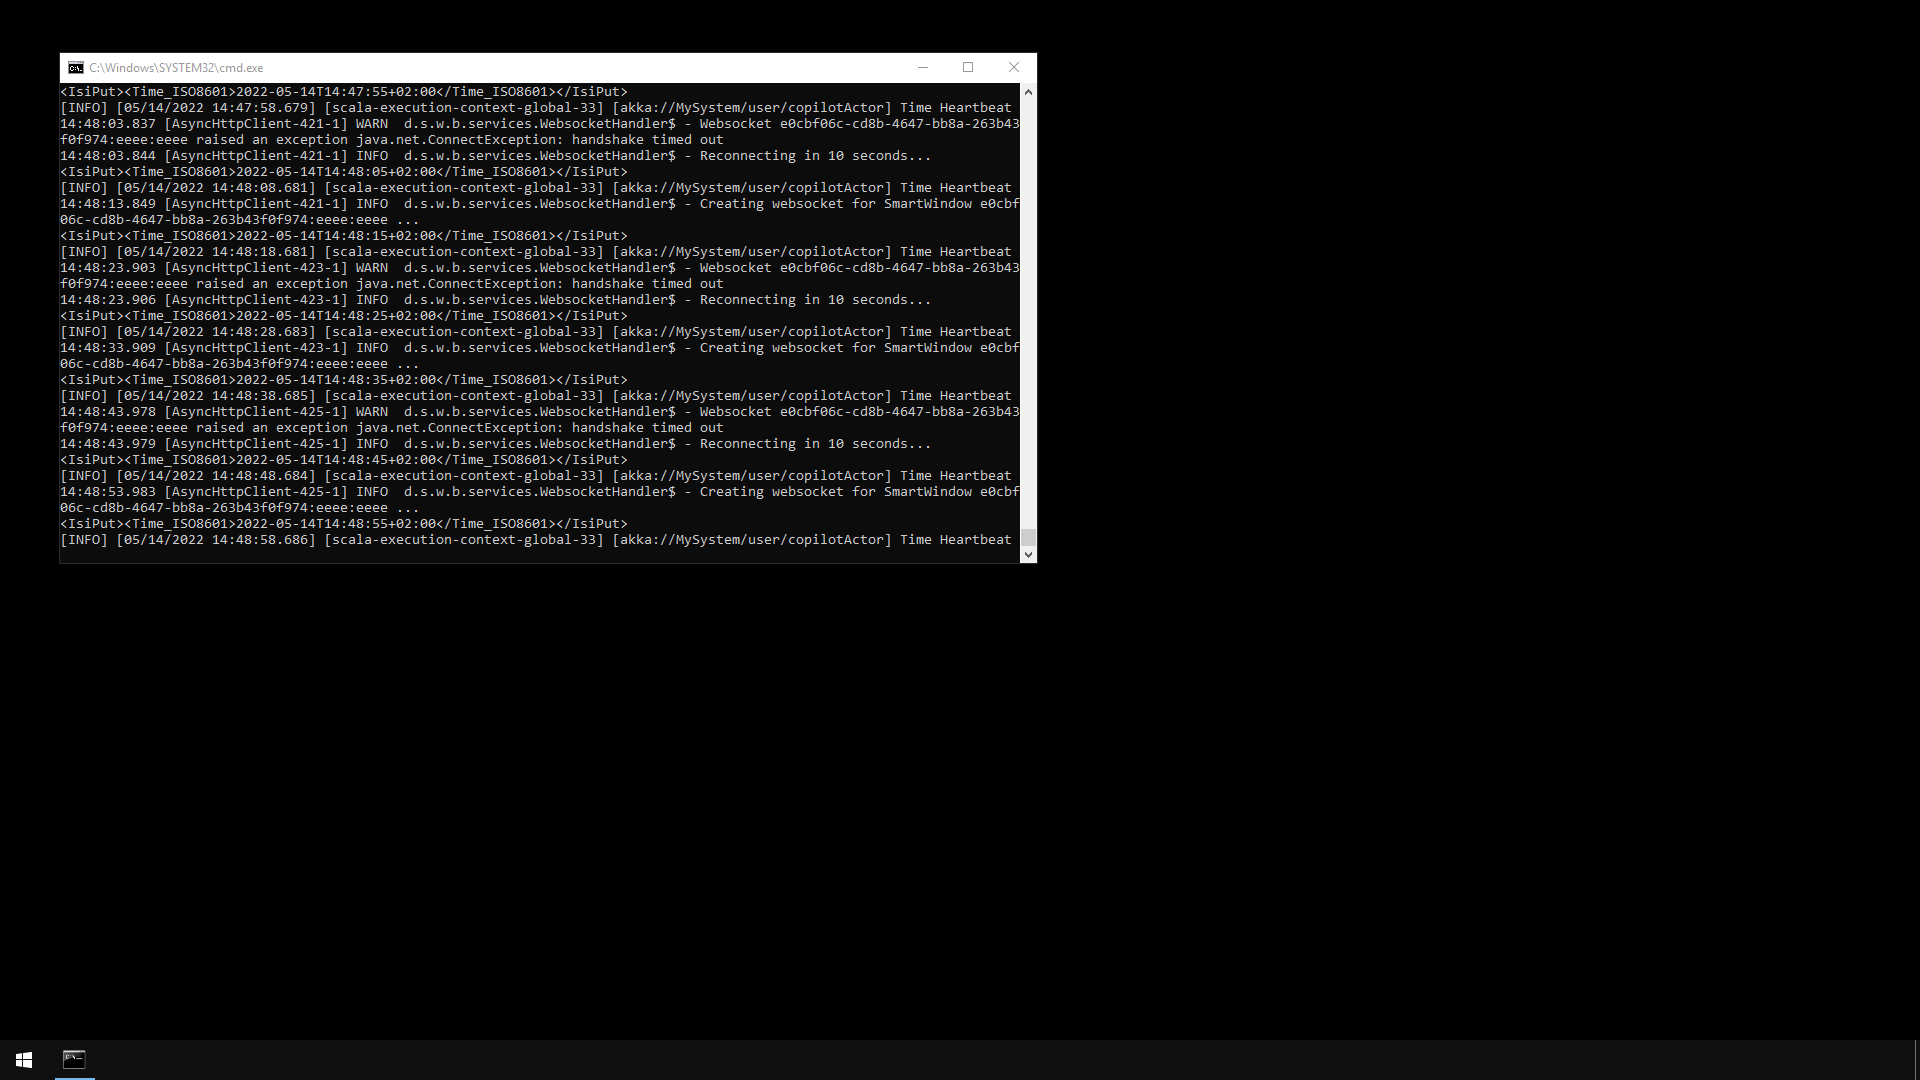 C:\Windows\SYSTEM32\cmd.exe
<IsiPut><Time_ISO8601>2022-05-14T14:47:55+02:00</Time_ISO8601></IsiPut>
[INFO] [05/14/2022 14:47:58.679] [scala-execution-context-global-33] [akka://MySystem/user/copilotActor] Time Heartbeat
14:48:03.837 [AsyncHttpClient-421-1] WARN  d.s.w.b.services.WebsocketHandler$ - Websocket e0cbf06c-cd8b-4647-bb8a-263b43
f0f974:eeee:eeee raised an exception java.net.ConnectException: handshake timed out
14:48:03.844 [AsyncHttpClient-421-1] INFO  d.s.w.b.services.WebsocketHandler$ - Reconnecting in 10 seconds...
<IsiPut><Time_ISO8601>2022-05-14T14:48:05+02:00</Time_ISO8601></IsiPut>
[INFO] [05/14/2022 14:48:08.681] [scala-execution-context-global-33] [akka://MySystem/user/copilotActor] Time Heartbeat
14:48:13.849 [AsyncHttpClient-421-1] INFO  d.s.w.b.services.WebsocketHandler$ - Creating websocket for SmartWindow e0cbf
06c-cd8b-4647-bb8a-263b43f0f974:eeee:eeee ...
<IsiPut><Time_ISO8601>2022-05-14T14:48:15+02:00</Time_ISO8601></IsiPut>
[INFO] [05/14/2022 14:48:18.681] [scala-execution-context-global-33] [akka://MySystem/user/copilotActor] Time Heartbeat
14:48:23.903 [AsyncHttpClient-423-1] WARN  d.s.w.b.services.WebsocketHandler$ - Websocket e0cbf06c-cd8b-4647-bb8a-263b43
f0f974:eeee:eeee raised an exception java.net.ConnectException: handshake timed out
14:48:23.906 [AsyncHttpClient-423-1] INFO  d.s.w.b.services.WebsocketHandler$ - Reconnecting in 10 seconds...
<IsiPut><Time_ISO8601>2022-05-14T14:48:25+02:00</Time_ISO8601></IsiPut>
[INFO] [05/14/2022 14:48:28.683] [scala-execution-context-global-33] [akka://MySystem/user/copilotActor] Time Heartbeat
14:48:33.909 [AsyncHttpClient-423-1] INFO  d.s.w.b.services.WebsocketHandler$ - Creating websocket for SmartWindow e0cbf
06c-cd8b-4647-bb8a-263b43f0f974:eeee:eeee ...
<IsiPut><Time_ISO8601>2022-05-14T14:48:35+02:00</Time_ISO8601></IsiPut>
[INFO] [05/14/2022 14:48:38.685] [scala-execution-context-global-33] [akka://MySystem/user/copilotActor] Time Heartbeat
14:48:43.978 [AsyncHttpClient-425-1] WARN  d.s.w.b.services.WebsocketHandler$ - Websocket e0cbf06c-cd8b-4647-bb8a-263b43
f0f974:eeee:eeee raised an exception java.net.ConnectException: handshake timed out
14:48:43.979 [AsyncHttpClient-425-1] INFO  d.s.w.b.services.WebsocketHandler$ - Reconnecting in 10 seconds...
<IsiPut><Time_ISO8601>2022-05-14T14:48:45+02:00</Time_ISO8601></IsiPut>
[INFO] [05/14/2022 14:48:48.684] [scala-execution-context-global-33] [akka://MySystem/user/copilotActor] Time Heartbeat
14:48:53.983 [AsyncHttpClient-425-1] INFO  d.s.w.b.services.WebsocketHandler$ - Creating websocket for SmartWindow e0cbf
06c-cd8b-4647-bb8a-263b43f0f974:eeee:eeee ...
<IsiPut><Time_ISO8601>2022-05-14T14:48:55+02:00</Time_ISO8601></IsiPut>
[INFO] [05/14/2022 14:48:58.686] [scala-execution-context-global-33] [akka://MySystem/user/copilotActor] Time Heartbeat